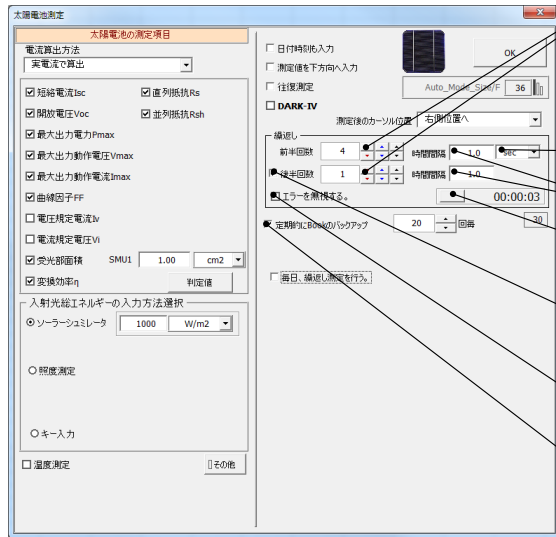 太陽電池測定
太陽電池の測定項目
電流算出方法
実電流で算出
短絡電流Isc
直列抵抗Rs
開放電圧Voc
並列抵抗Rsh
最大出力電力Pmax
最大出力動作電圧Vmax
最大出力動作電流Imax
曲線因子FF
電圧規定電流Iv
電流規定電圧Vi
受光部面積 SMU1 1.00 cm2
変換効率η
判定値
入射光総エネルギーの入力方法選択
ソーラーシュミレータ 1000 W/m2
照度測定
キー入力
温度測定
その他
日付時刻も入力
測定値を下方向へ入力
往復測定
DARK-IV
OK
Auto_Mode_Size/F 36
測定後のカーソル位置 右側位置へ
繰返し
前半回数 4 時間間隔 1.0 sec
後半回数 1 時間間隔 1.0
エラーを無視する。
00:00:03
定期的にBookのバックアップ 20 回毎 30
毎日、繰返し測定を行う。